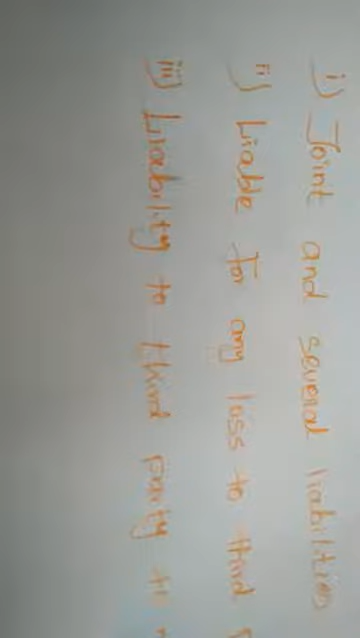 i) Joint and several liabilities
ii) Liable for any loss to third
iii) Liability to third party